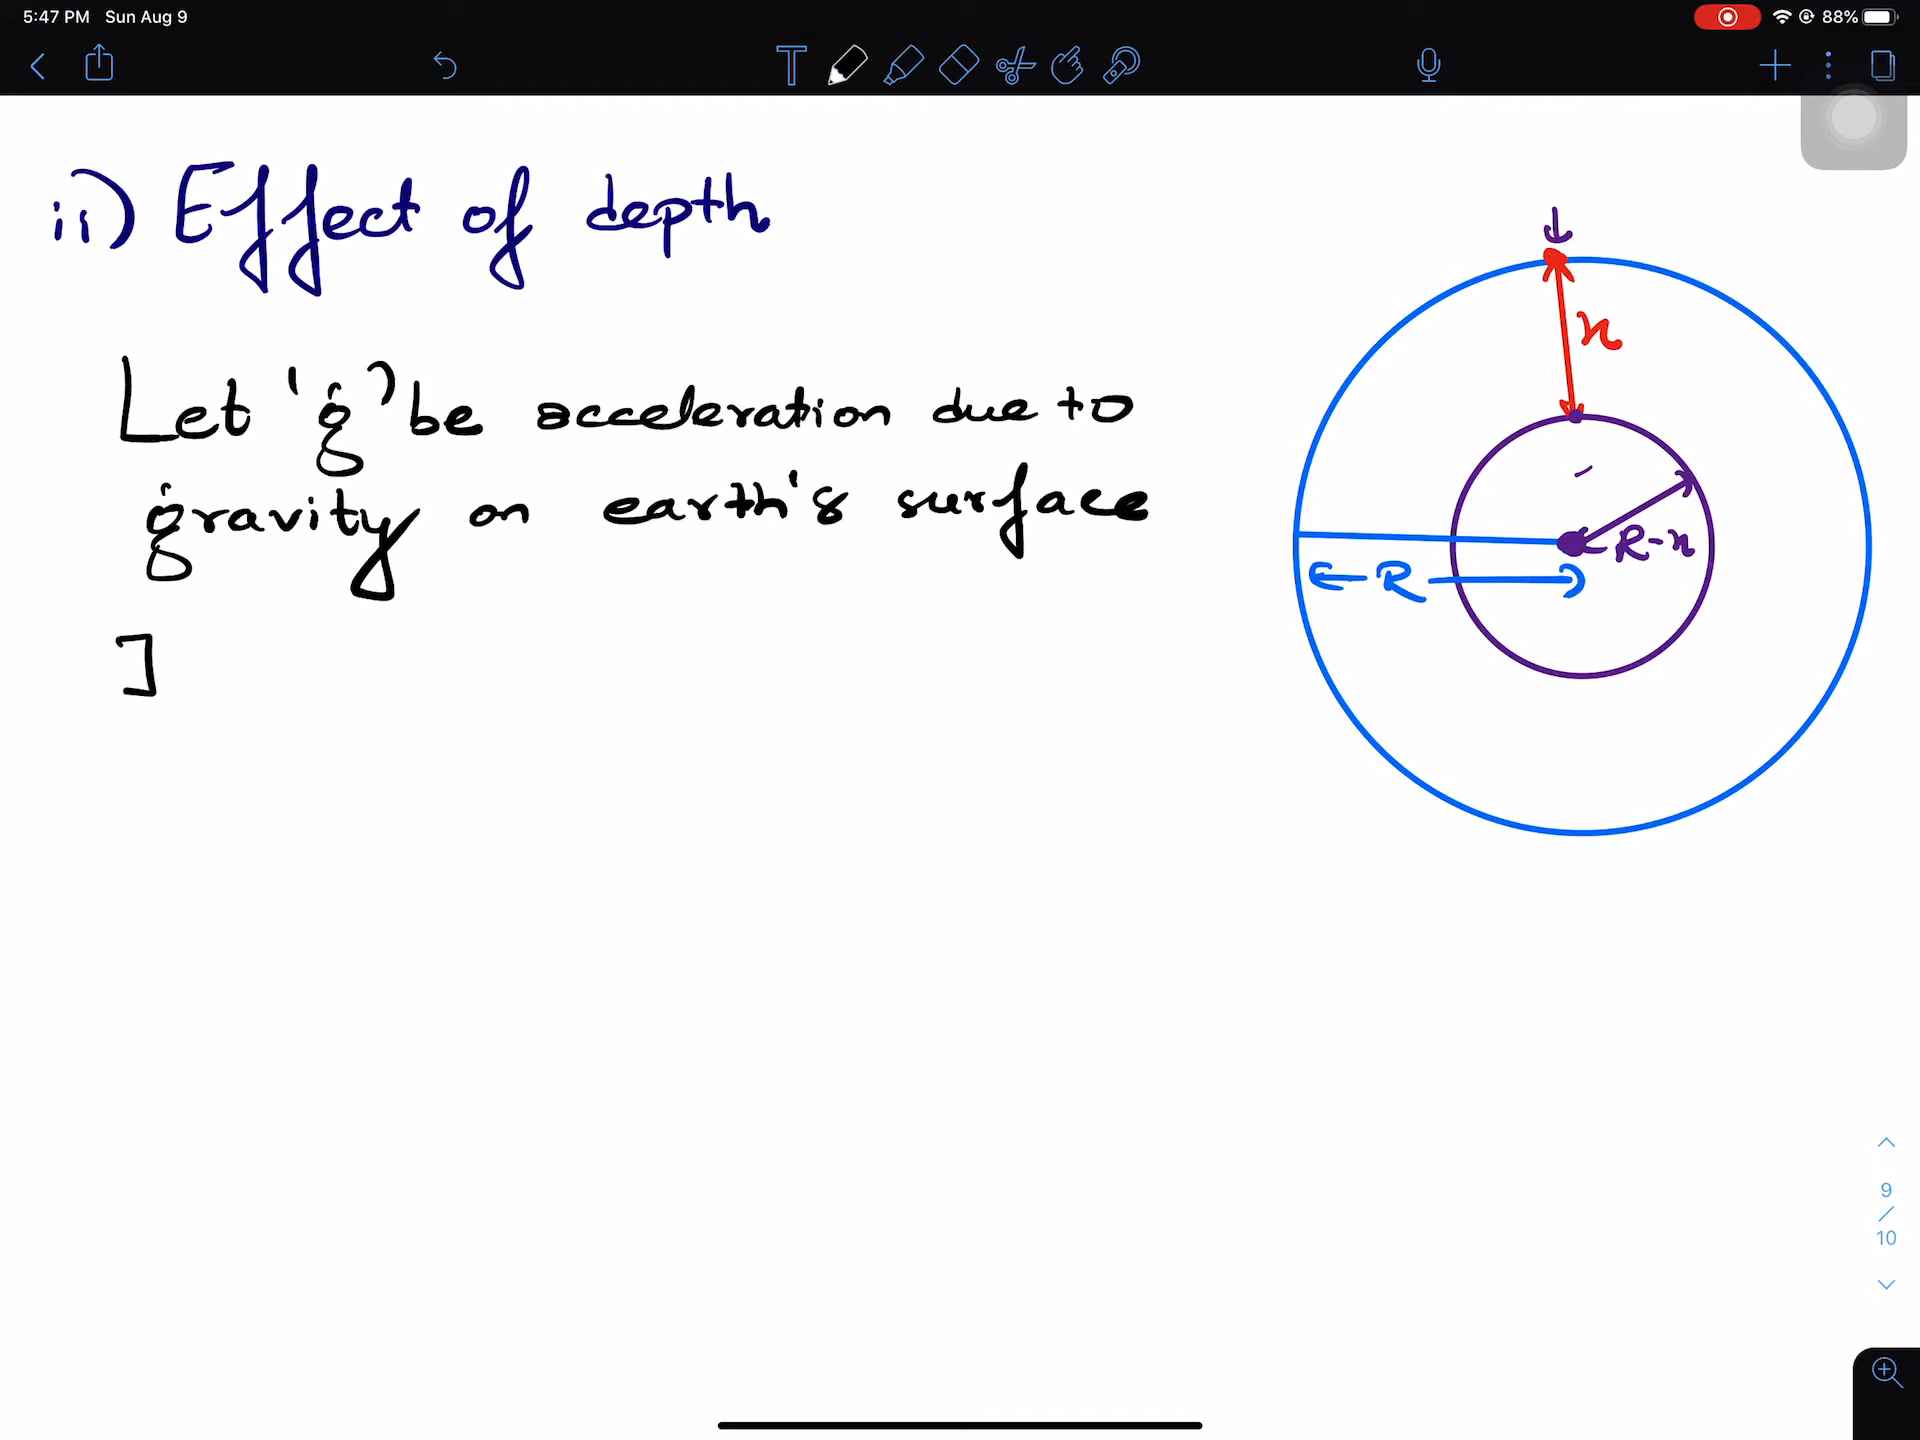 5:47 PM Sun Aug 9
88%
ii) Effect of depth
Let 'g' be acceleration due to
gravity on earth's surface
x
R-x
R
9
/
10